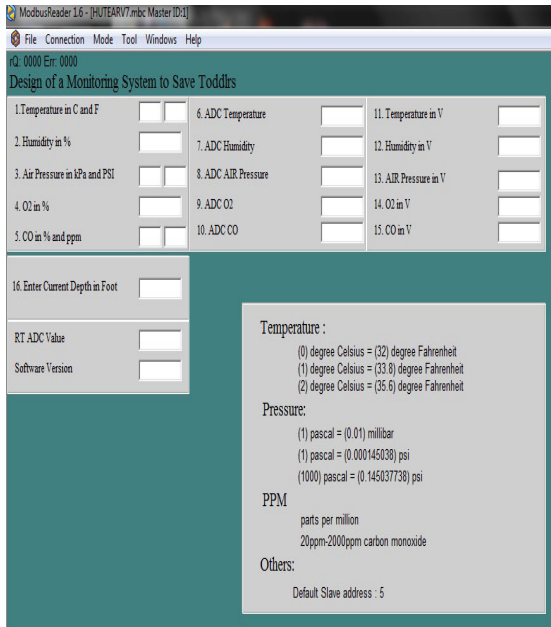 ModbusReader 1.6 - [HUTEARV7.mbc Master ID:1]
File Connection Mode Tool Windows Help
rQ: 0000 Err: 0000
Design of a Monitoring System to Save Toddlrs
1.Temperature in C and F
2. Humidity in %
3. Air Pressure in kPa and PSI
4. O2 in %
5. CO in % and ppm
6. ADC Temperature
7. ADC Humidity
8. ADC AIR Pressure
9. ADC O2
10. ADC CO
11. Temperature in V
12. Humidity in V
13. AIR Pressure in V
14. O2 in V
15. CO in V
16. Enter Current Depth in Foot
RT ADC Value
Software Version
Temperature :
(0) degree Celsius = (32) degree Fahrenheit
(1) degree Celsius = (33.8) degree Fahrenheit
(2) degree Celsius = (35.6) degree Fahrenheit
Pressure:
(1) pascal = (0.01) millibar
(1) pascal = (0.000145038) psi
(1000) pascal = (0.145037738) psi
PPM
parts per million
20ppm-2000ppm carbon monoxide
Others:
Default Slave address : 5